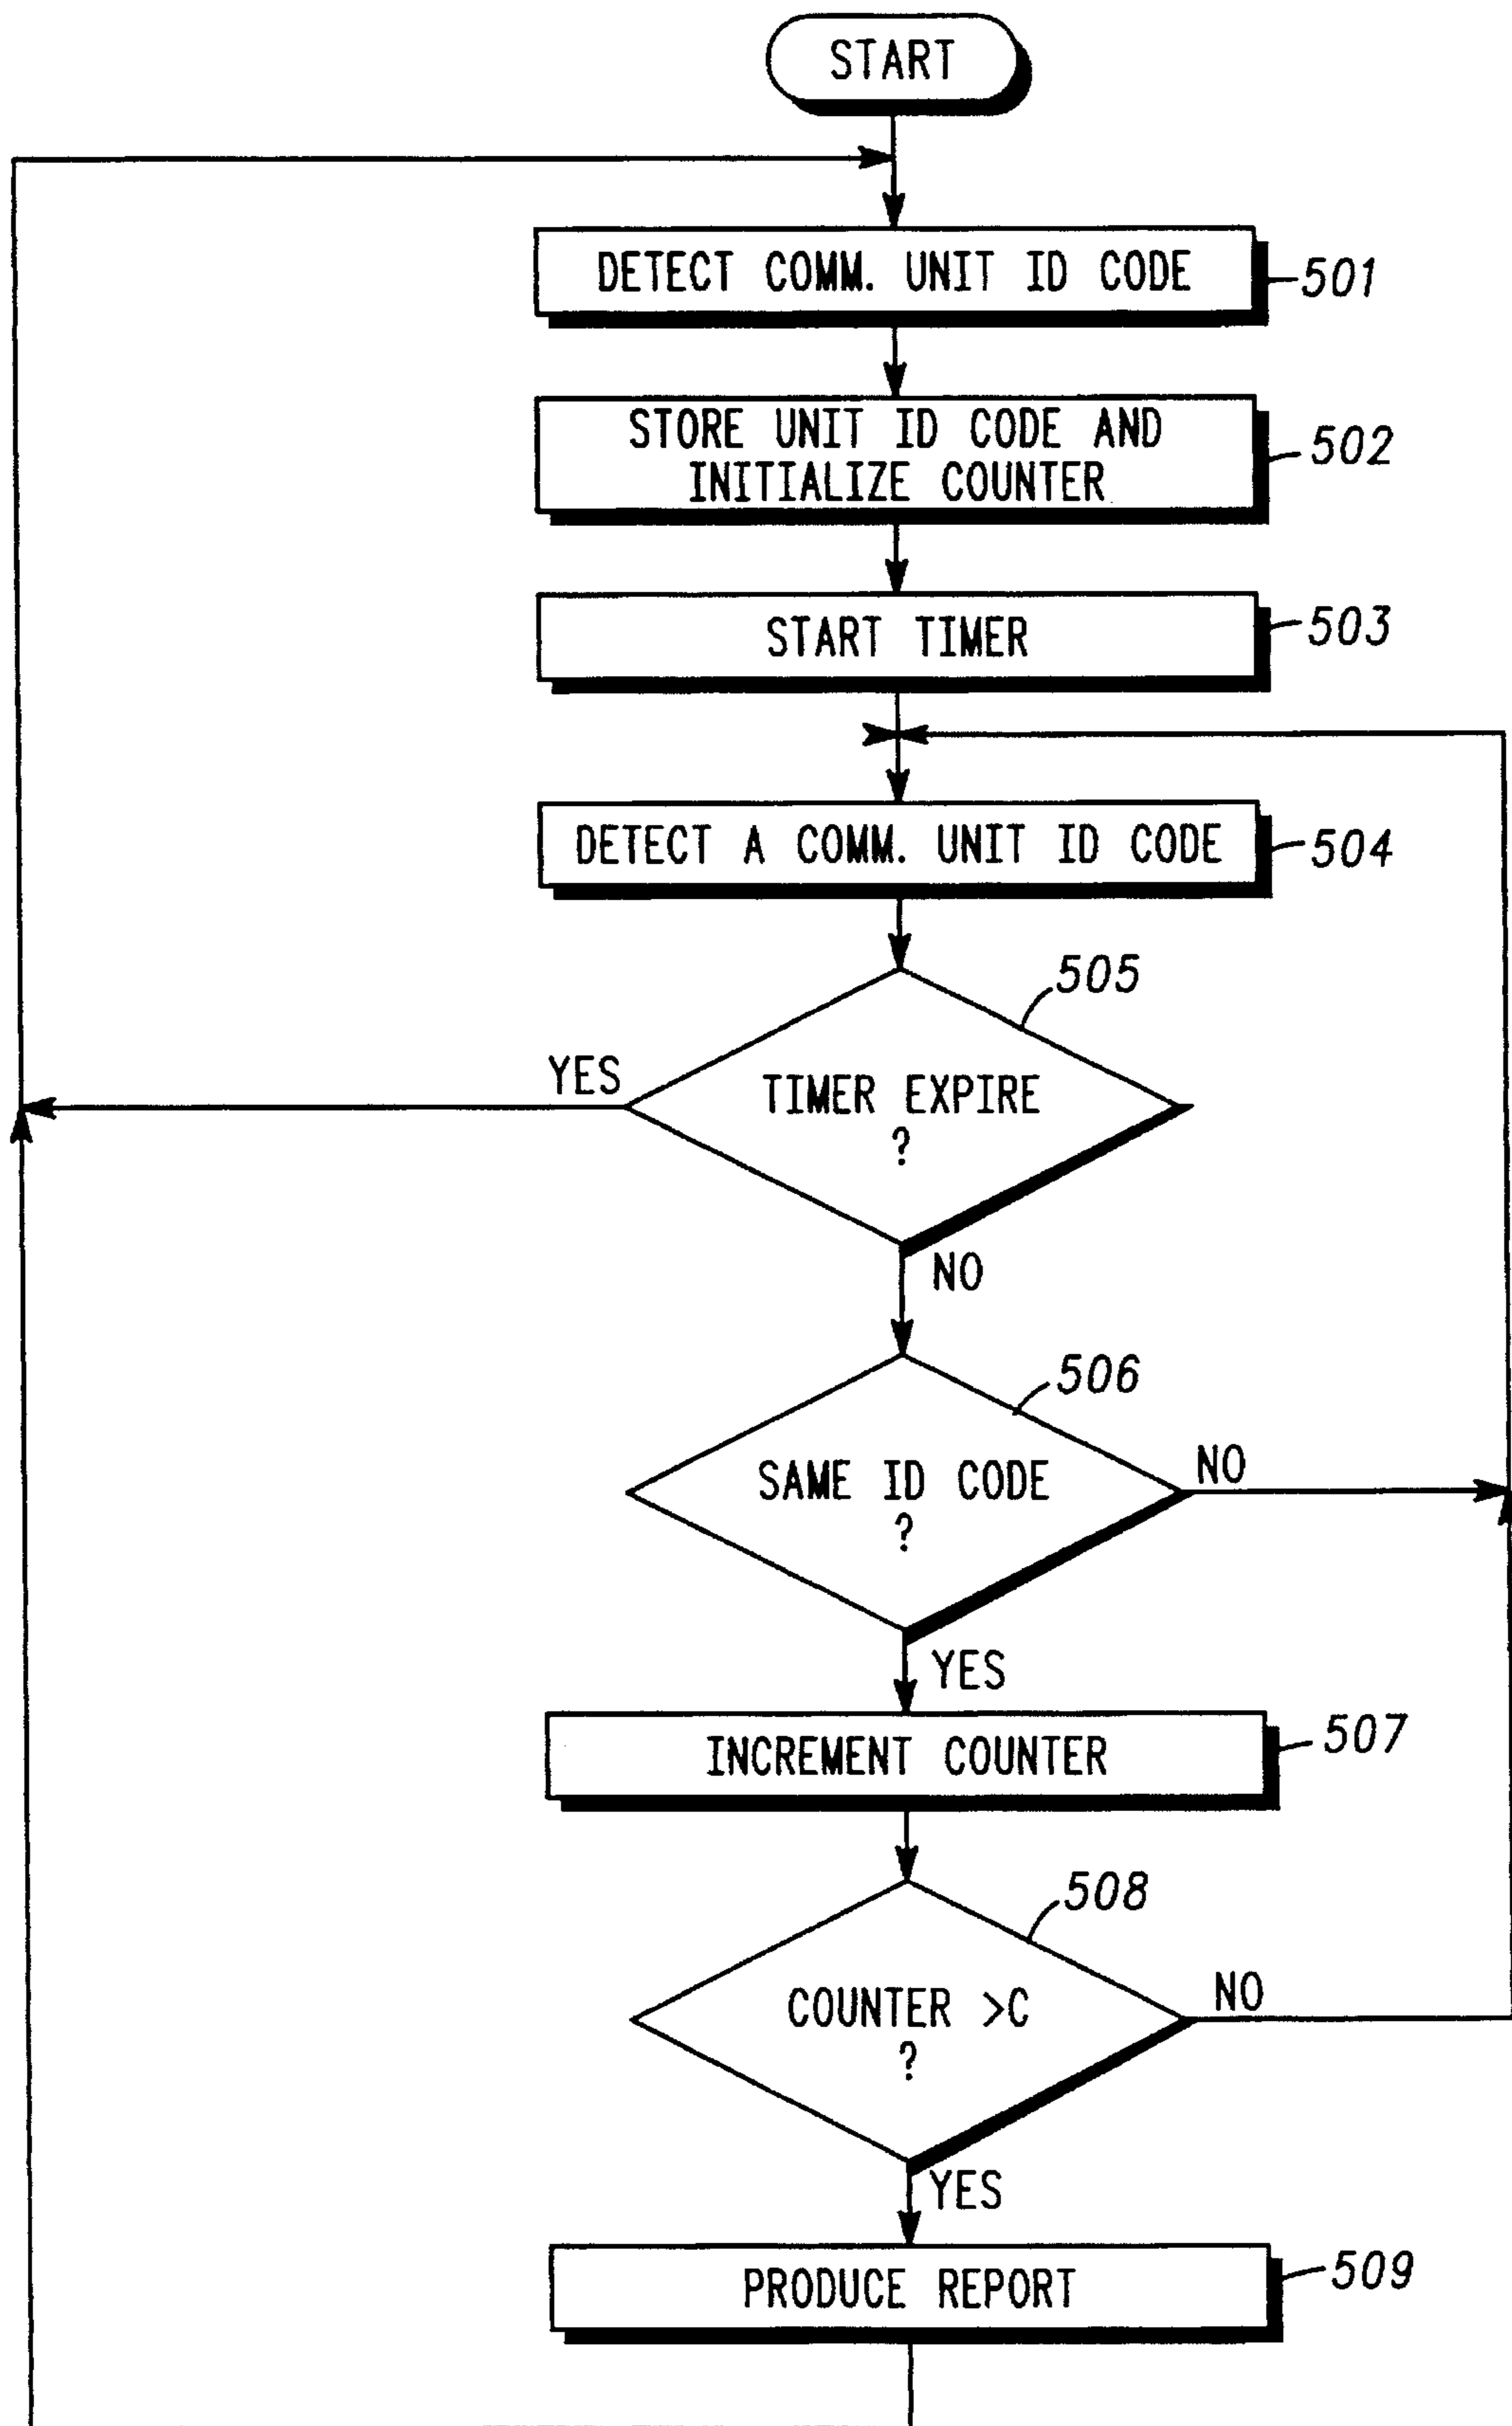 START
DETECT COMM. UNIT ID CODE
501
STORE UNIT ID CODE AND
INITIALIZE COUNTER
502
START TIMER
503
DETECT A COMM. UNIT ID CODE
504
505
YES
TIMER EXPIRE
?
NO
506
SAME ID CODE
?
NO
YES
INCREMENT COUNTER
507
508
COUNTER >C
?
NO
YES
PRODUCE REPORT
509